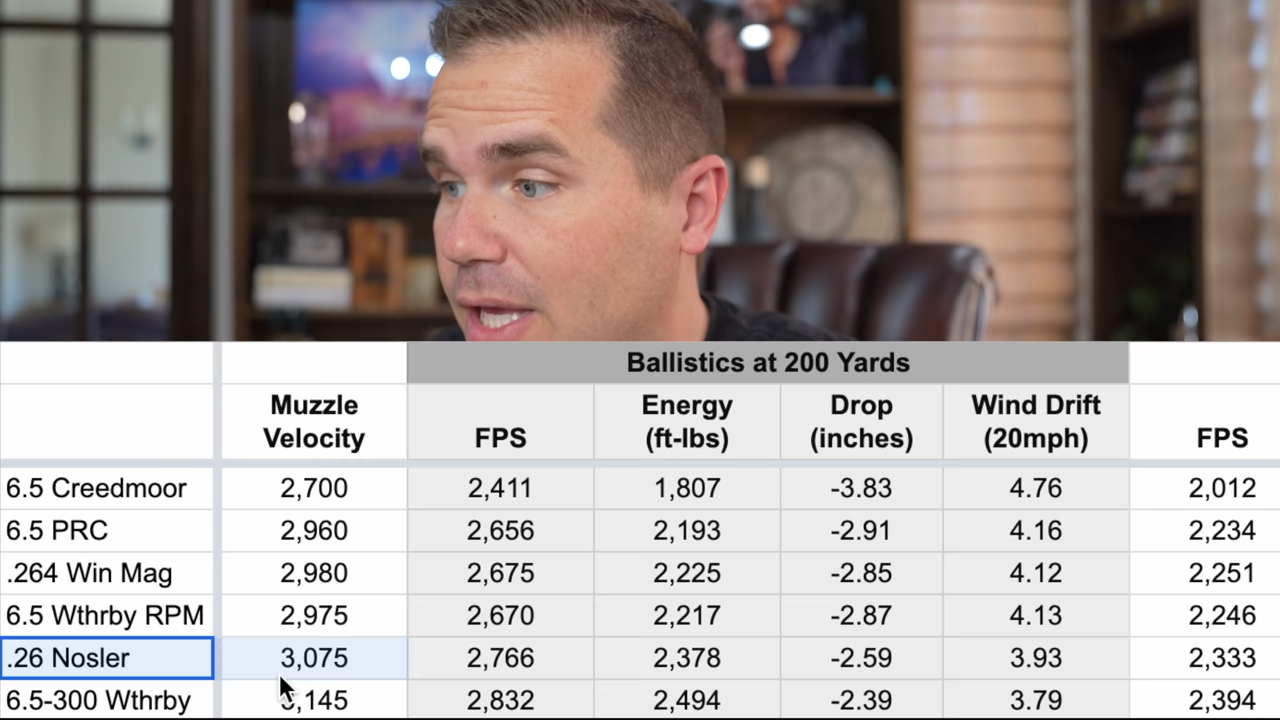 Ballistics at 200 Yards
Muzzle Velocity FPS Energy (ft-lbs) Drop (inches) Wind Drift (20mph) FPS
6.5 Creedmoor 2,700 2,411 1,807 -3.83 4.76 2,012
6.5 PRC 2,960 2,656 2,193 -2.91 4.16 2,234
.264 Win Mag 2,980 2,675 2,225 -2.85 4.12 2,251
6.5 Wthrby RPM 2,975 2,670 2,217 -2.87 4.13 2,246
.26 Nosler 3,075 2,766 2,378 -2.59 3.93 2,333
6.5-300 Wthrby 3,145 2,832 2,494 -2.39 3.79 2,394